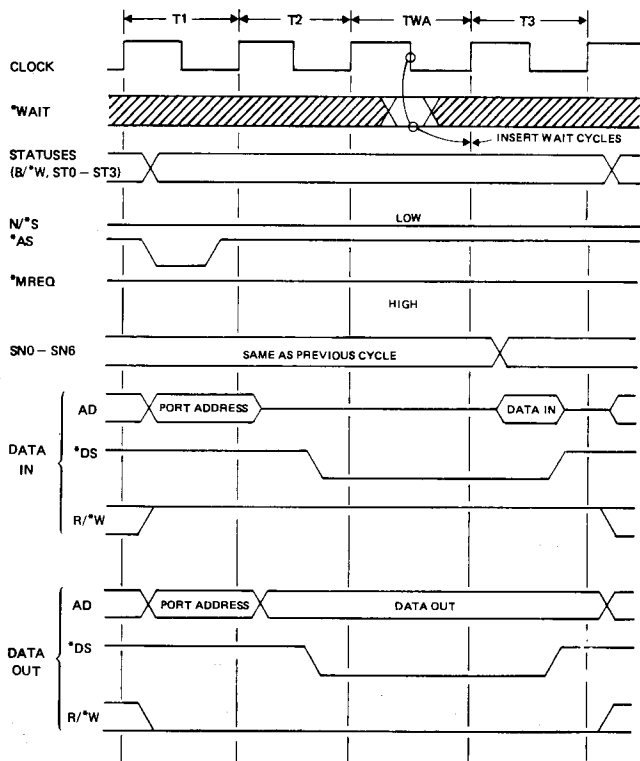 T1 T2 TWA T3
CLOCK
*WAIT
INSERT WAIT CYCLES
STATUSES
(B/*W, ST0 – ST3)
N/*S
LOW
*AS
*MREQ
HIGH
SN0 – SN6
SAME AS PREVIOUS CYCLE
DATA
IN
AD
PORT ADDRESS
DATA IN
*DS
R/*W
DATA
OUT
AD
PORT ADDRESS
DATA OUT
*DS
R/*W